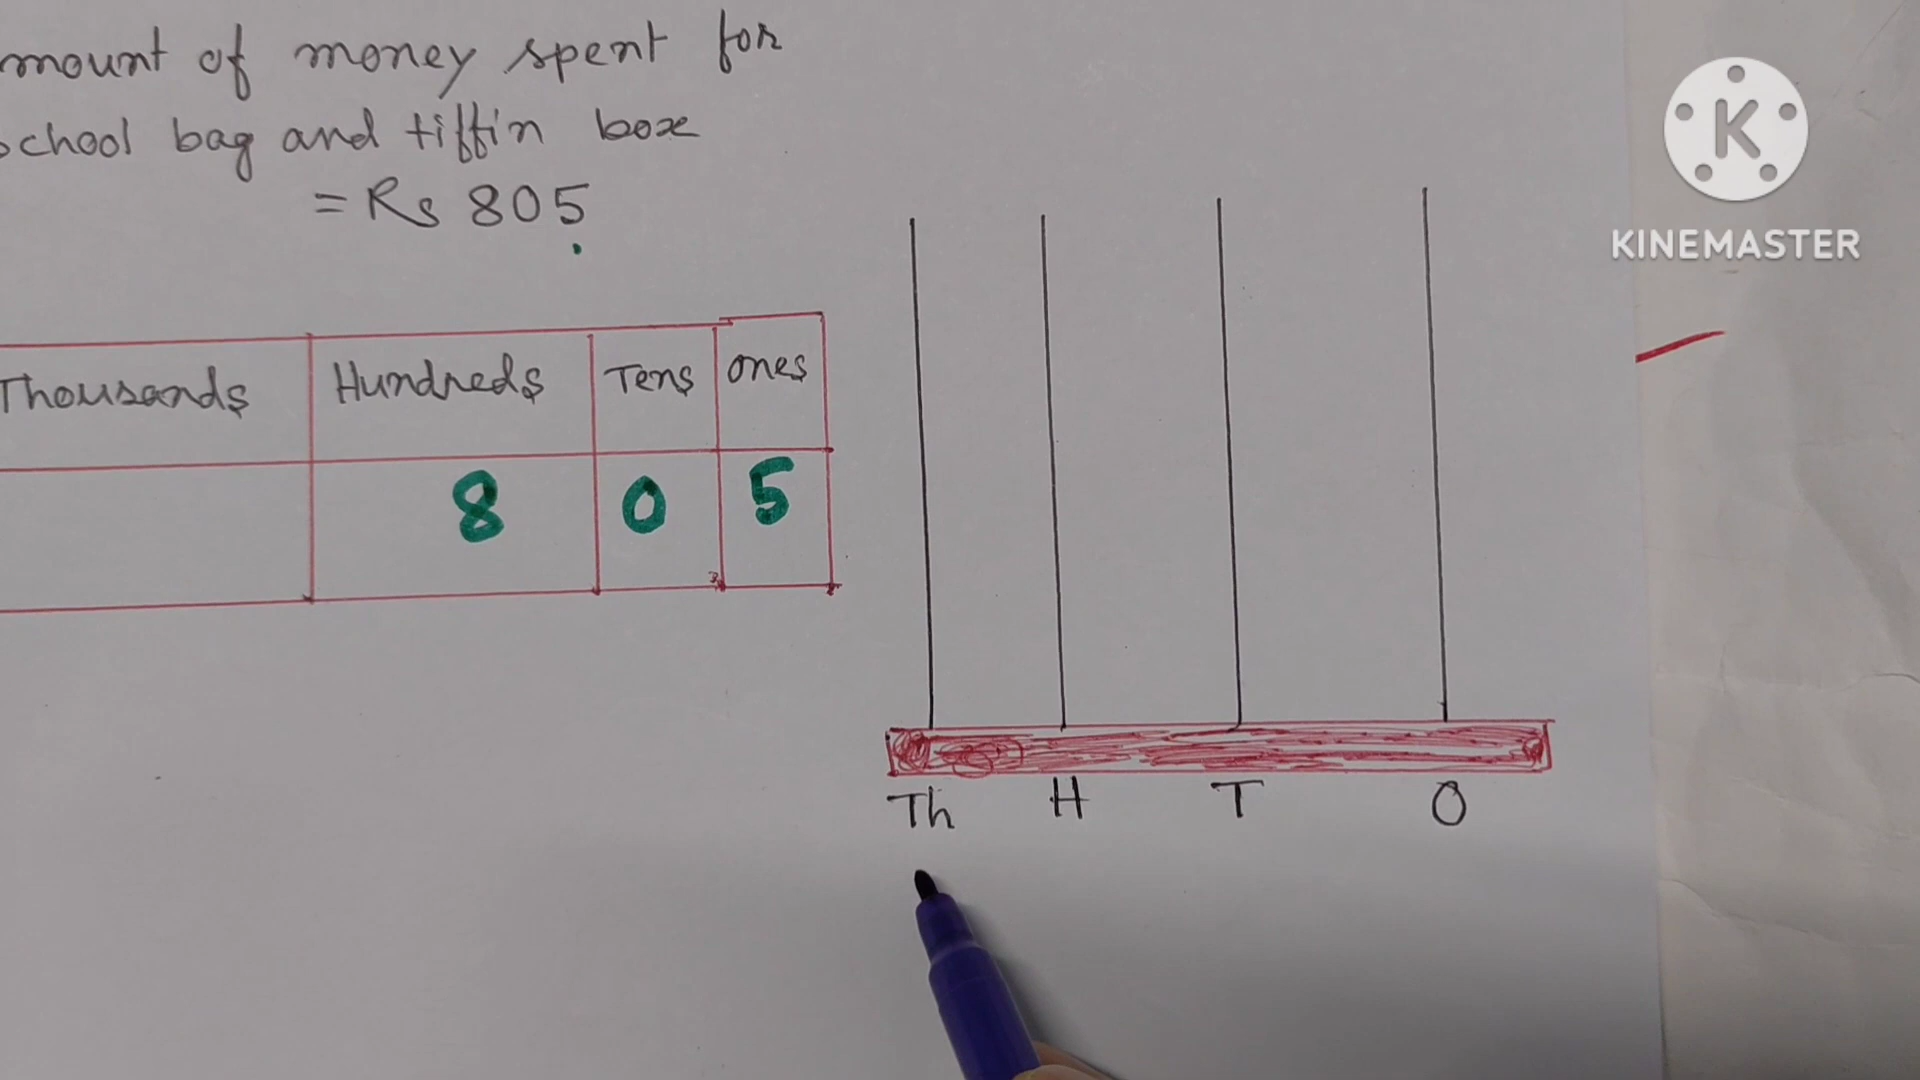 mount of money spent for
school bag and tiffin box
= Rs 805
Thousands Hundreds Tens ones
8 0 5
Th H T O
K
KINEMASTER